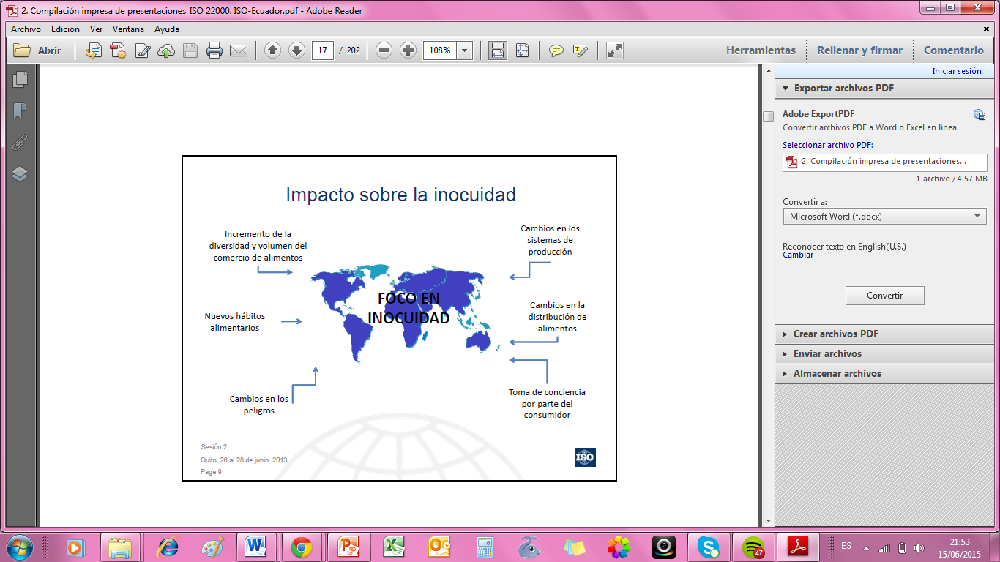 2. Compilación impresa de presentaciones_ISO 22000. ISO-Ecuador.pdf - Adobe Reader
Archivo Edición Ver Ventana Ayuda
Abrir 17 / 202 108% Herramientas Rellenar y firmar Comentario
Iniciar sesión
Exportar archivos PDF
Adobe ExportPDF
Convertir archivos PDF a Word o Excel en línea
Seleccionar archivo PDF:
2. Compilación impresa de presentaciones...
1 archivo / 4.57 MB
Convertir a:
Microsoft Word (*.docx)
Reconocer texto en English(U.S.)
Cambiar
Convertir
Crear archivos PDF
Enviar archivos
Almacenar archivos
Impacto sobre la inocuidad
Incremento de la
diversidad y volumen del
comercio de alimentos
Cambios en los
sistemas de
producción
FOCO EN
INOCUIDAD
Nuevos hábitos
alimentarios
Cambios en la
distribución de
alimentos
Cambios en los
peligros
Toma de conciencia
por parte del
consumidor
Sesión 2
Quito, 26 al 28 de junio 2013
Page 9
ISO
47
ES
21:53
15/06/2015